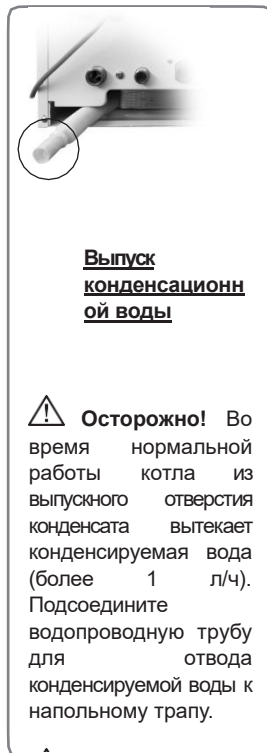 Выпуск
конденсационн
ой воды
Осторожно! Во
время нормальной
работы котла из
выпускного отверстия
конденсата вытекает
конденсируемая вода
(более 1 л/ч).
Подсоедините
водопроводную трубу
для отвода
конденсируемой воды к
напольному трапу.